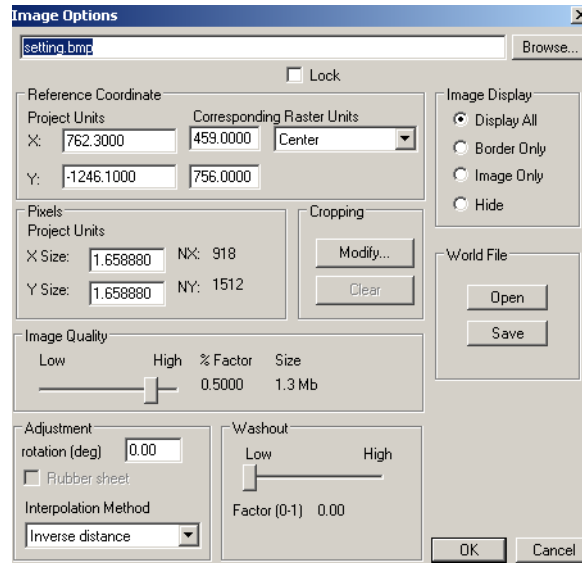 Image Options
setting.bmp
Browse...
Lock
Reference Coordinate
Project Units
Corresponding Raster Units
X: 762.3000 459.0000 Center
Y: -1246.1000 756.0000
Image Display
Display All
Border Only
Image Only
Hide
Pixels
Project Units
X Size: 1.658880 NX: 918
Y Size: 1.658880 NY: 1512
Cropping
Modify...
Clear
World File
Open
Save
Image Quality
Low High % Factor Size
0.5000 1.3 Mb
Adjustment
rotation (deg) 0.00
Rubber sheet
Interpolation Method
Inverse distance
Washout
Low High
Factor (0-1) 0.00
OK Cancel